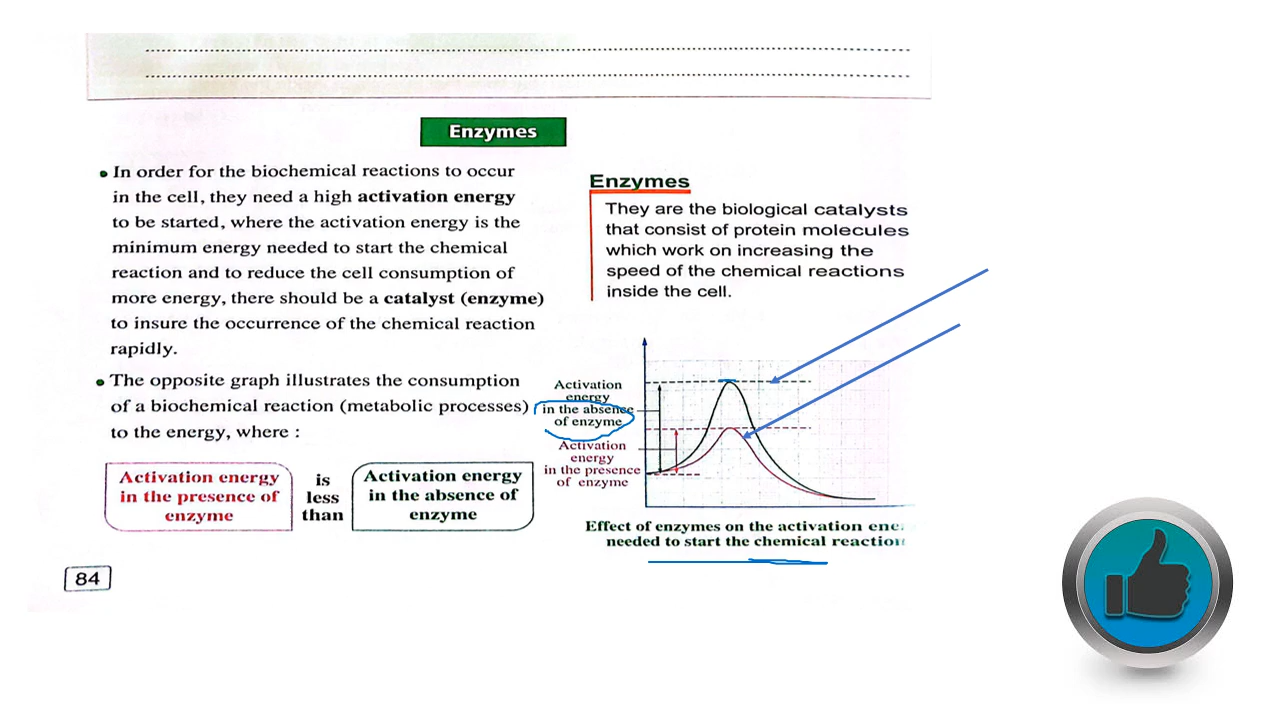 Enzymes
• In order for the biochemical reactions to occur
in the cell, they need a high activation energy
to be started, where the activation energy is the
minimum energy needed to start the chemical
reaction and to reduce the cell consumption of
more energy, there should be a catalyst (enzyme)
to insure the occurrence of the chemical reaction
rapidly.
• The opposite graph illustrates the consumption
of a biochemical reaction (metabolic processes)
to the energy, where :
Activation energy
in the presence of
enzyme
is
less
than
Activation energy
in the absence of
enzyme
84
Enzymes
They are the biological catalysts
that consist of protein molecules
which work on increasing the
speed of the chemical reactions
inside the cell.
Activation
energy
in the absence
of enzyme
Activation
energy
in the presence
of enzyme
Effect of enzymes on the activation ene
needed to start the chemical reaction